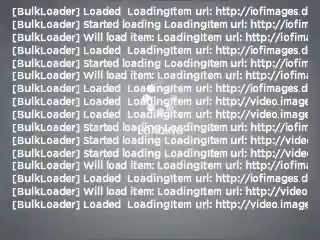 [BulkLoader] Loaded LoadingItem url: http://iofimages.d
[BulkLoader] Started loading LoadingItem url: http://iofim
[BulkLoader] Will load item: LoadingItem url: http://iofima
[BulkLoader] Loaded LoadingItem url: http://iofimages.d
[BulkLoader] Started loading LoadingItem url: http://iofim
[BulkLoader] Will load item: LoadingItem url: http://iofima
[BulkLoader] Loaded LoadingItem url: http://iofimages.d
[BulkLoader] Loaded LoadingItem url: http://video.image
[BulkLoader] Loaded LoadingItem url: http://iofimages.d
[BulkLoader] Started loading LoadingItem url: http://iofim
[BulkLoader] Started loading LoadingItem url: http://vide
[BulkLoader] Started loading LoadingItem url: http://vide
[BulkLoader] Will load item: LoadingItem url: http://iofima
[BulkLoader] Loaded LoadingItem url: http://iofimages.d
[BulkLoader] Will load item: LoadingItem url: http://video
[BulkLoader] Loaded LoadingItem url: http://video.image